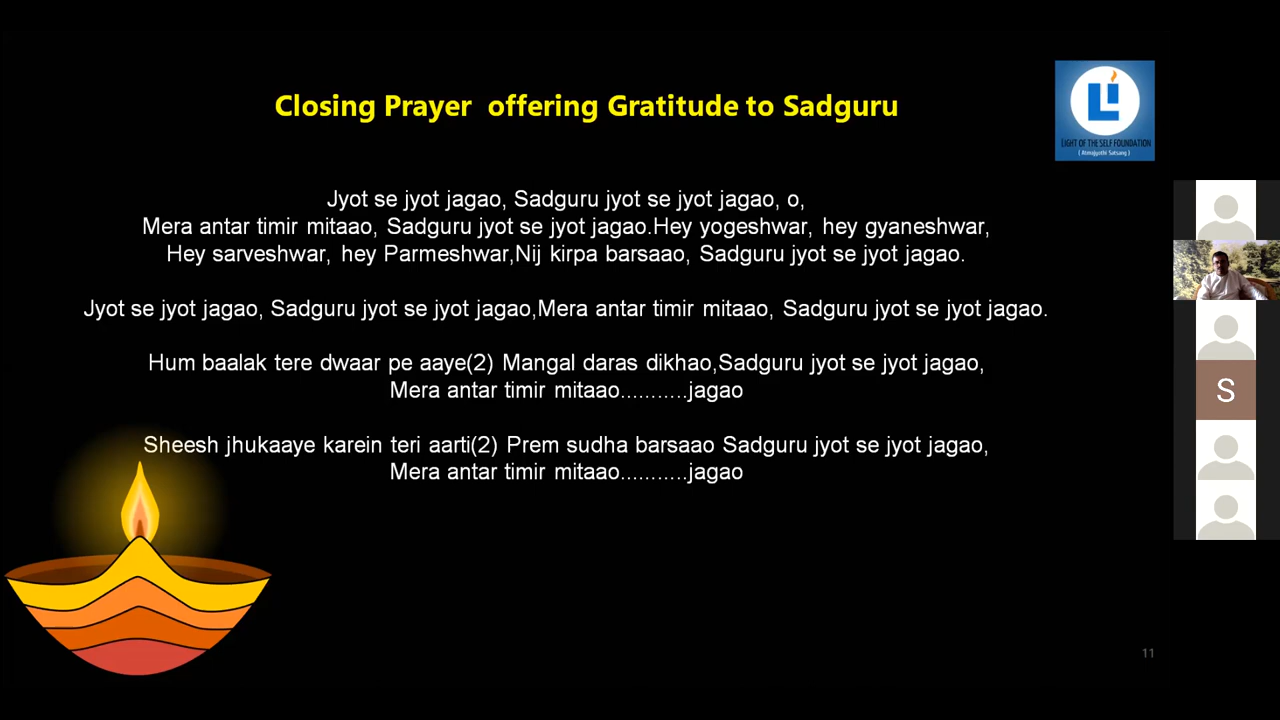 Closing Prayer  offering Gratitude to Sadguru
LIGHT OF THE SELF FOUNDATION
( Atmajyothi Satsang )
Jyot se jyot jagao, Sadguru jyot se jyot jagao, o,
Mera antar timir mitaao, Sadguru jyot se jyot jagao.Hey yogeshwar, hey gyaneshwar,
Hey sarveshwar, hey Parmeshwar,Nij kirpa barsaao, Sadguru jyot se jyot jagao.
Jyot se jyot jagao, Sadguru jyot se jyot jagao,Mera antar timir mitaao, Sadguru jyot se jyot jagao.
Hum baalak tere dwaar pe aaye(2) Mangal daras dikhao,Sadguru jyot se jyot jagao,
Mera antar timir mitaao...........jagao
Sheesh jhukaaye karein teri aarti(2) Prem sudha barsaao Sadguru jyot se jyot jagao,
Mera antar timir mitaao...........jagao
S
11